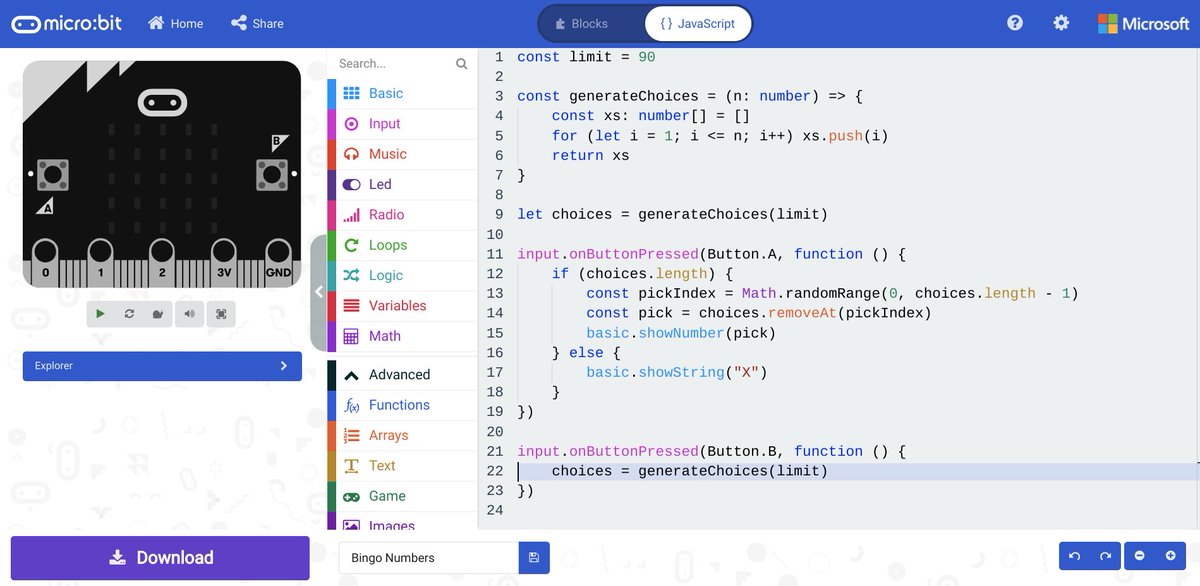 micro:bit Home Share Blocks {} JavaScript ? Microsoft
A
B
0 1 2 3V GND
Explorer
Download
Search...
Basic
Input
Music
Led
Radio
Loops
Logic
Variables
Math
Advanced
f(x) Functions
Arrays
Text
Game
Images
1 const limit = 90
2
3 const generateChoices = (n: number) => {
4     const xs: number[] = []
5     for (let i = 1; i <= n; i++) xs.push(i)
6     return xs
7 }
8
9 let choices = generateChoices(limit)
10
11 input.onButtonPressed(Button.A, function () {
12     if (choices.length) {
13         const pickIndex = Math.randomRange(0, choices.length - 1)
14         const pick = choices.removeAt(pickIndex)
15         basic.showNumber(pick)
16     } else {
17         basic.showString("X")
18     }
19 })
20
21 input.onButtonPressed(Button.B, function () {
22     choices = generateChoices(limit)
23 })
24
Bingo Numbers